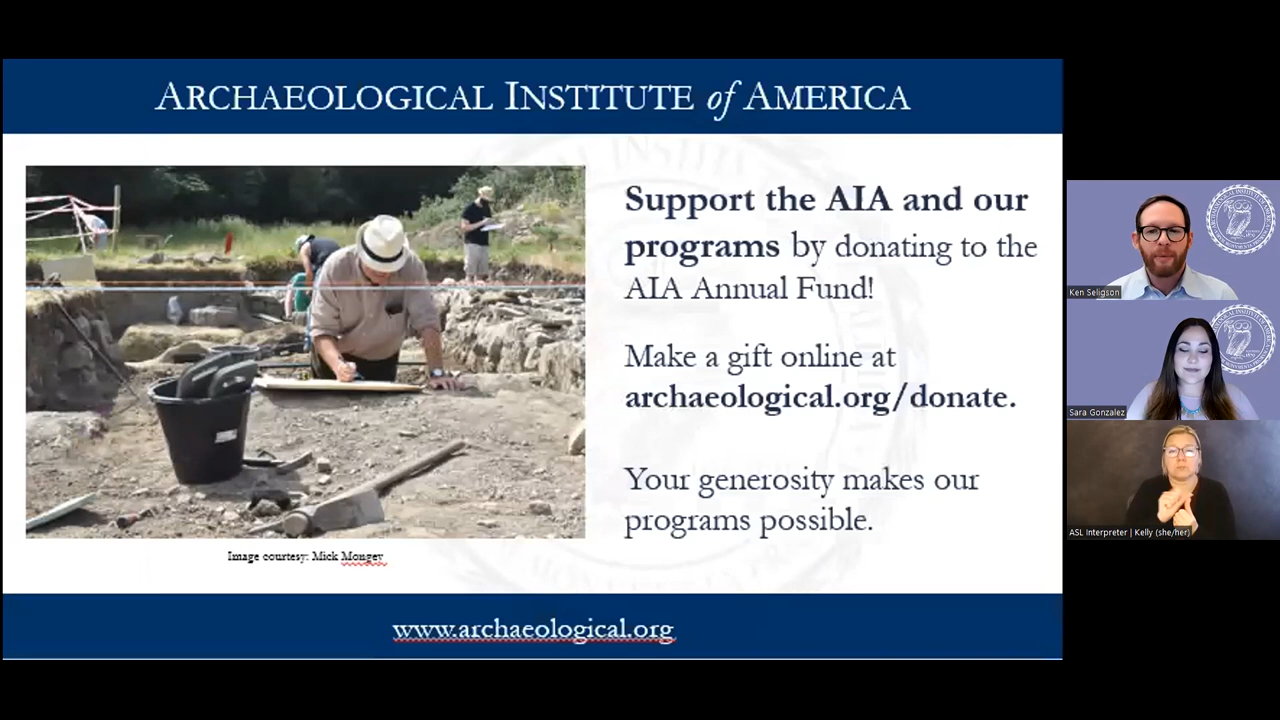 ARCHAEOLOGICAL INSTITUTE of AMERICA
Support the AIA and our
programs by donating to the
AIA Annual Fund!
Make a gift online at
archaeological.org/donate.
Your generosity makes our
programs possible.
Image courtesy: Mick Mongey
www.archaeological.org
Ken Seligson
Sara Gonzalez
ASL Interpreter | Kelly (she/her)